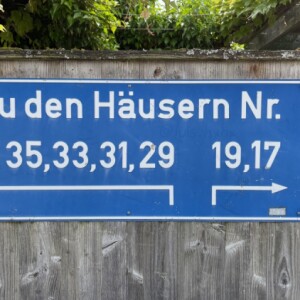 u den Häusern Nr.
35,33,31,29 19,17